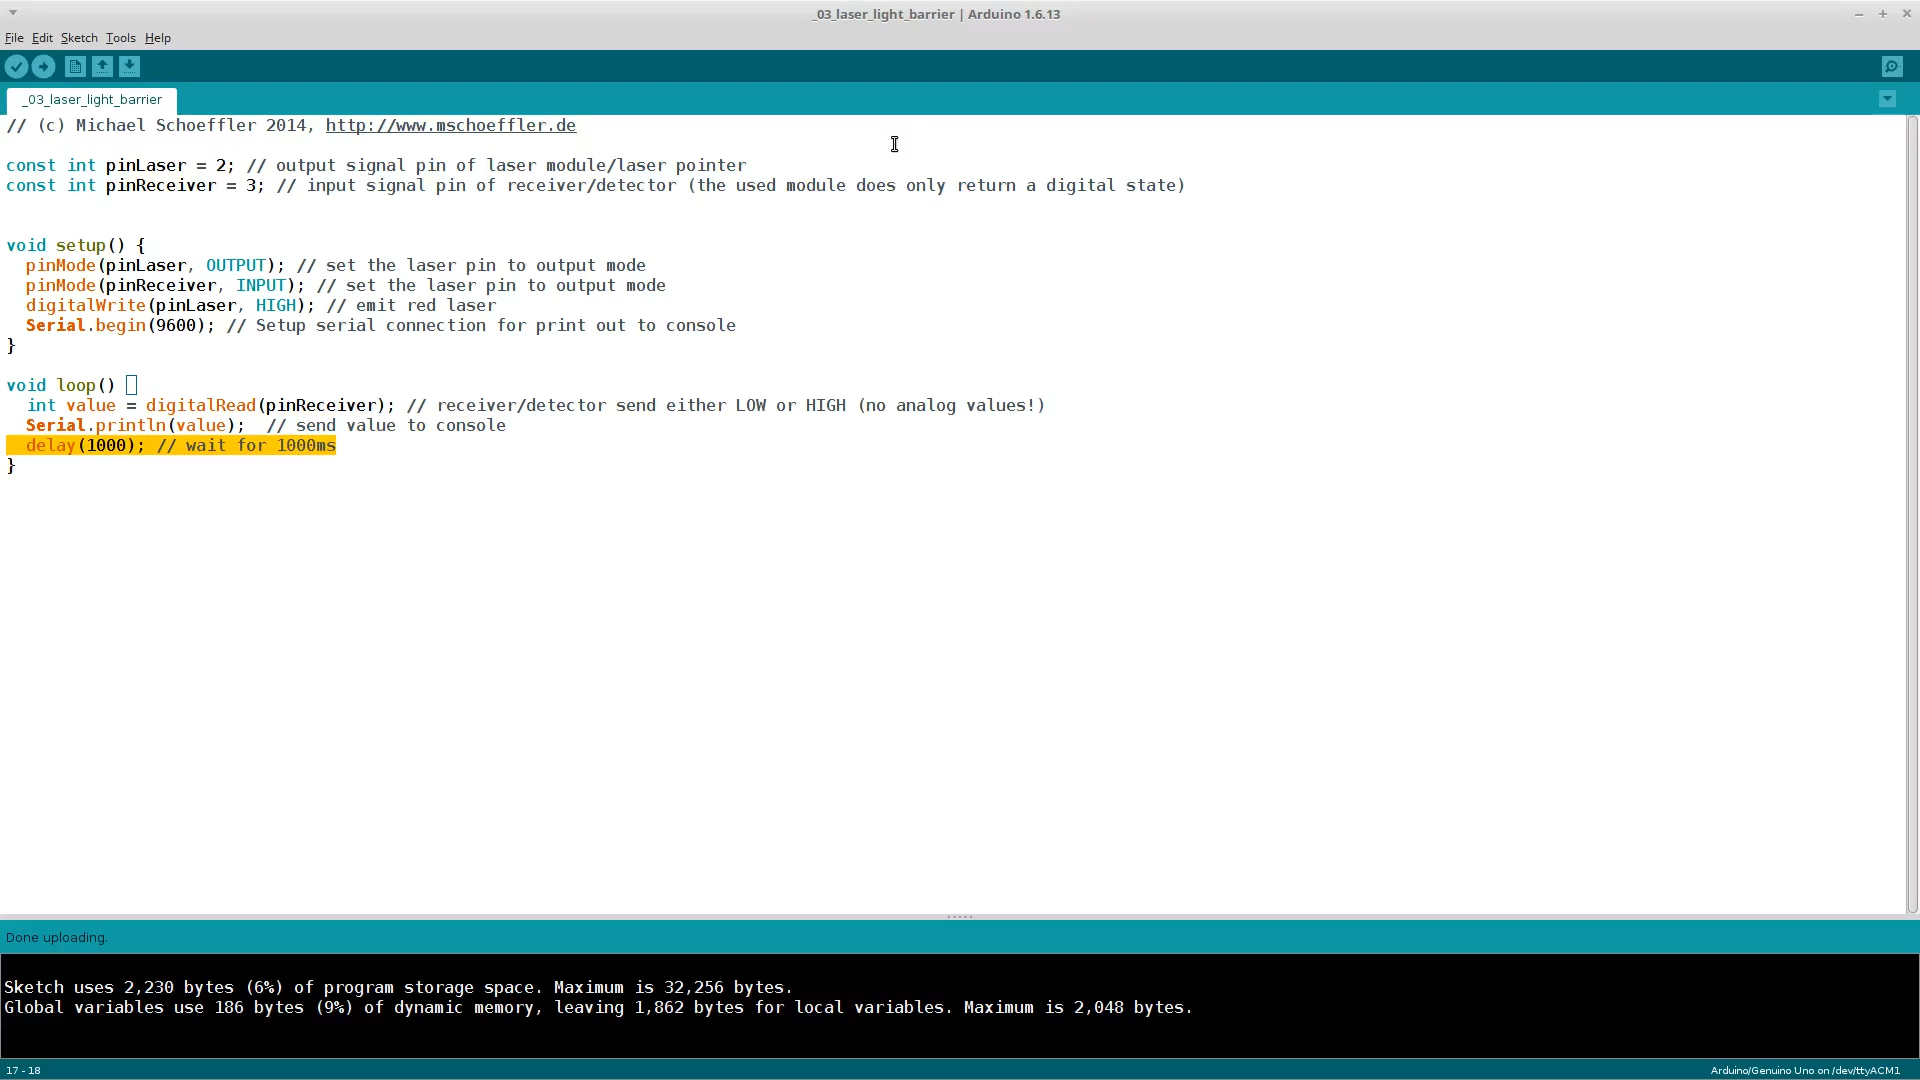 _03_laser_light_barrier | Arduino 1.6.13
File Edit Sketch Tools Help
_03_laser_light_barrier
// (c) Michael Schoeffler 2014, http://www.mschoeffler.de
const int pinLaser = 2; // output signal pin of laser module/laser pointer
const int pinReceiver = 3; // input signal pin of receiver/detector (the used module does only return a digital state)
void setup() {
pinMode(pinLaser, OUTPUT); // set the laser pin to output mode
pinMode(pinReceiver, INPUT); // set the laser pin to output mode
digitalWrite(pinLaser, HIGH); // emit red laser
Serial.begin(9600); // Setup serial connection for print out to console
}
void loop()
int value = digitalRead(pinReceiver); // receiver/detector send either LOW or HIGH (no analog values!)
Serial.println(value);  // send value to console
delay(1000); // wait for 1000ms
}
Done uploading.
Sketch uses 2,230 bytes (6%) of program storage space. Maximum is 32,256 bytes.
Global variables use 186 bytes (9%) of dynamic memory, leaving 1,862 bytes for local variables. Maximum is 2,048 bytes.
17 - 18
Arduino/Genuino Uno on /dev/ttyACM1